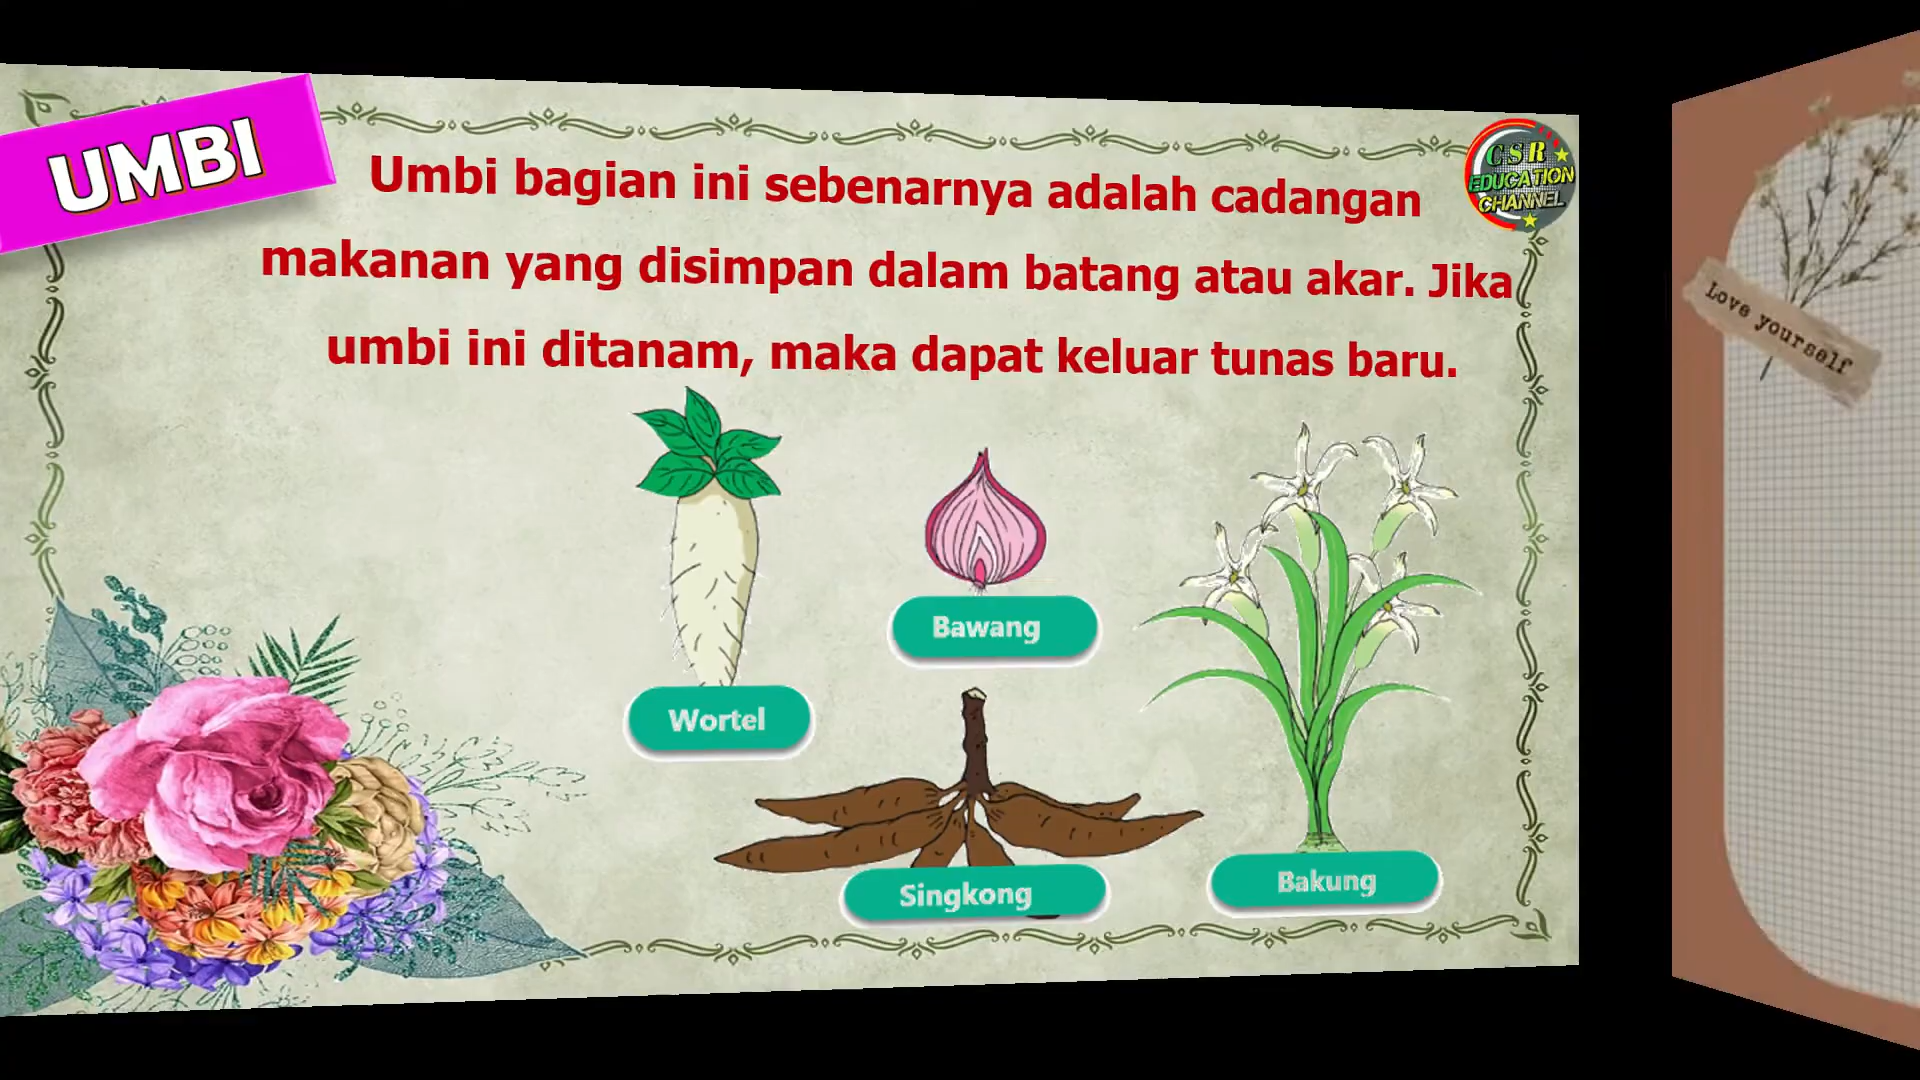 UMBI
Umbi bagian ini sebenarnya adalah cadangan
makanan yang disimpan dalam batang atau akar. Jika
umbi ini ditanam, maka dapat keluar tunas baru.
CSR
EDUCATION
CHANNEL
Love yourself
Bawang
Wortel
Singkong
Bakung